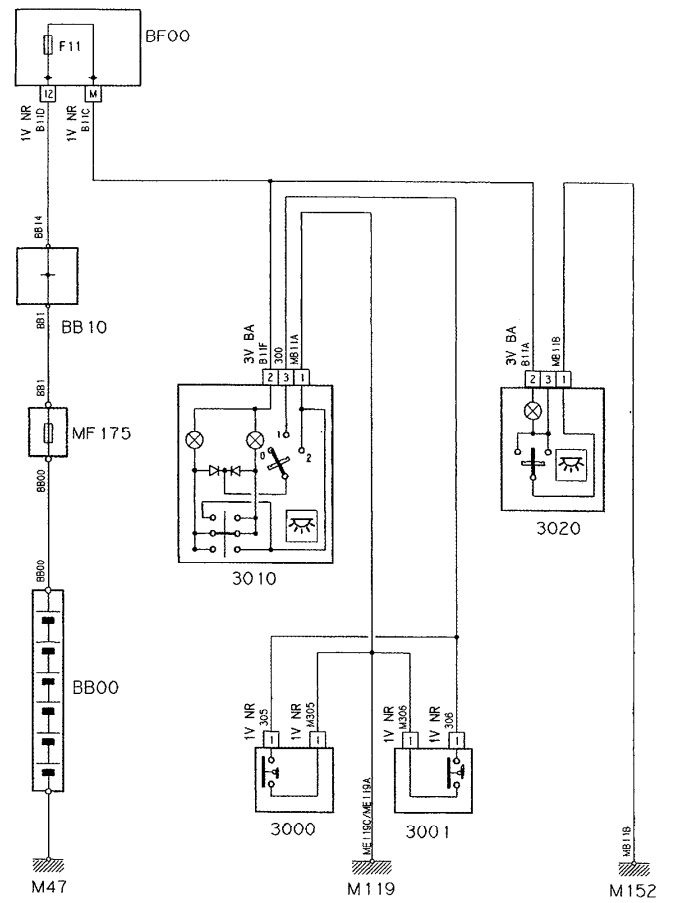 BF00
F11
12
M
1V NR
B11D
1V NR
B11C
BB14
BB10
BB1
BB1
MF175
BB00
BB00
BB00
M47
3V BA
B11F
300
MB11A
2
3
1
1
0
2
3010
3V BA
B11A
MB11B
2
3
1
3020
1V NR
305
1V NR
M305
1
1
3000
1V NR
M306
1V NR
306
1
1
3001
ME119C/ME119A
M119
MB11B
M152